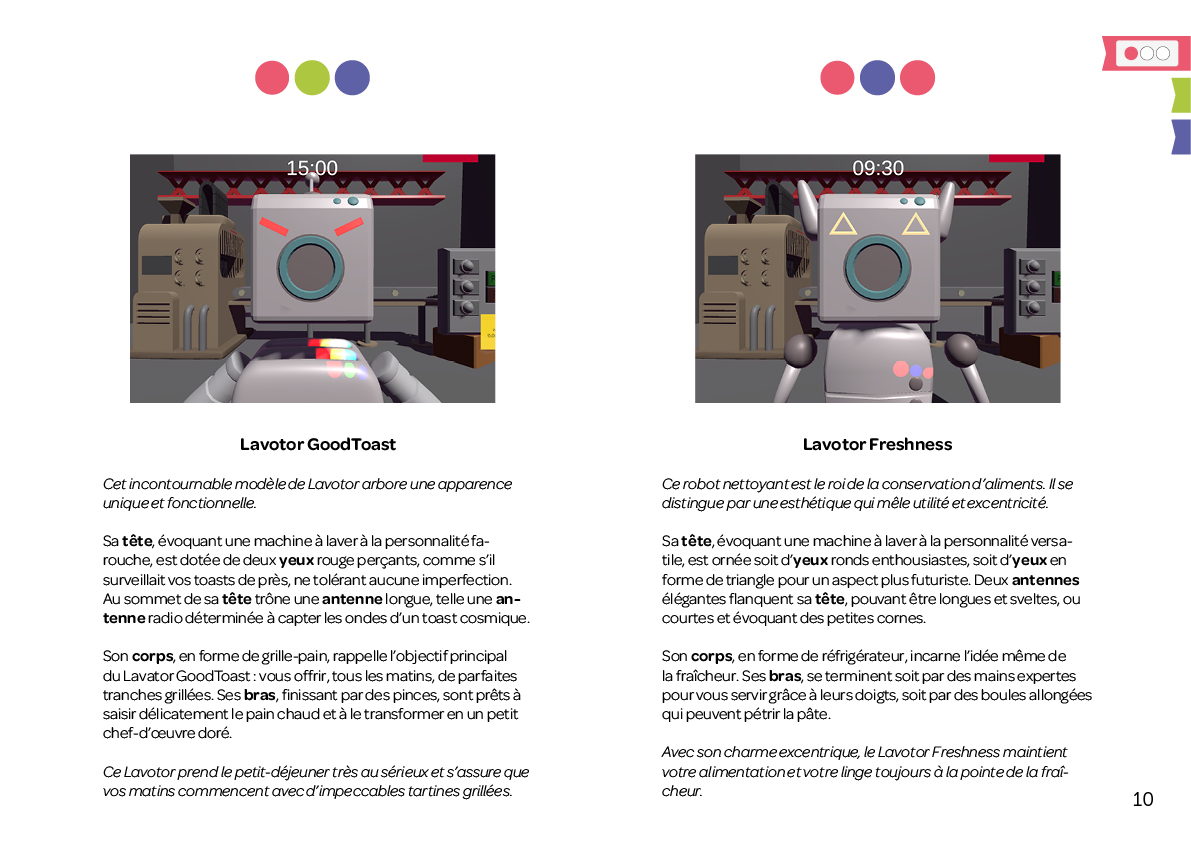 15:00
Lavotor GoodToast
Cet incontournable modèle de Lavotor arbore une apparence
unique et fonctionnelle.
Sa tête, évoquant une machine à laver à la personnalité fa-
rouche, est dotée de deux yeux rouge perçants, comme s'il
surveillait vos toasts de près, ne tolérant aucune imperfection.
Au sommet de sa tête trône une antenne longue, telle une an-
tenne radio déterminée à capter les ondes d'un toast cosmique.
Son corps, en forme de grille-pain, rappelle l'objectif principal
du Lavator GoodToast : vous offrir, tous les matins, de parfaites
tranches grillées. Ses bras, finissant par des pinces, sont prêts à
saisir délicatement le pain chaud et à le transformer en un petit
chef-d'œuvre doré.
Ce Lavotor prend le petit-déjeuner très au sérieux et s'assure que
vos matins commencent avec d'impeccables tartines grillées.
09:30
Lavotor Freshness
Ce robot nettoyant est le roi de la conservation d'aliments. Il se
distingue par une esthétique qui mêle utilité et excentricité.
Sa tête, évoquant une machine à laver à la personnalité versa-
tile, est ornée soit d'yeux ronds enthousiastes, soit d'yeux en
forme de triangle pour un aspect plus futuriste. Deux antennes
élégantes flanquent sa tête, pouvant être longues et sveltes, ou
courtes et évoquant des petites cornes.
Son corps, en forme de réfrigérateur, incarne l'idée même de
la fraîcheur. Ses bras, se terminent soit par des mains expertes
pour vous servir grâce à leurs doigts, soit par des boules allongées
qui peuvent pétrir la pâte.
Avec son charme excentrique, le Lavotor Freshness maintient
votre alimentation et votre linge toujours à la pointe de la fraî-
cheur.
10